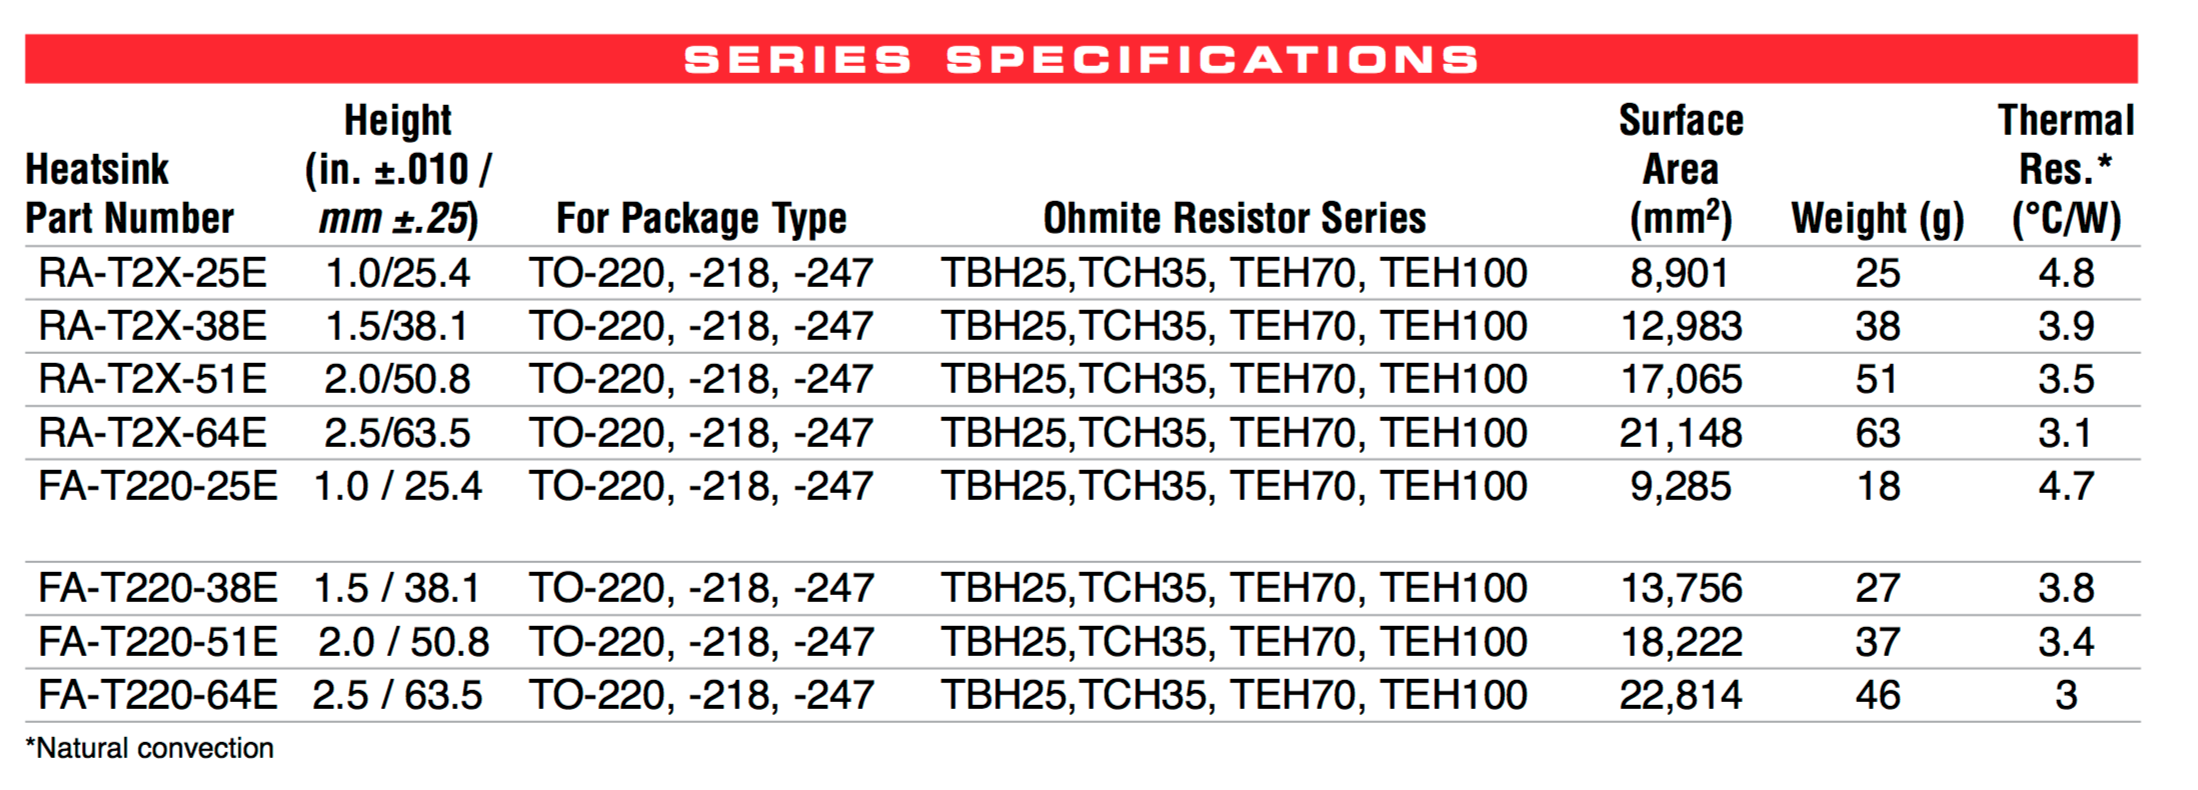 SERIES SPECIFICATIONS
Heatsink Part Number Height (in. ±.010 / mm ±.25) For Package Type Ohmite Resistor Series Surface Area (mm²) Weight (g) Thermal Res.* (°C/W)
RA-T2X-25E 1.0/25.4 TO-220, -218, -247 TBH25,TCH35, TEH70, TEH100 8,901 25 4.8
RA-T2X-38E 1.5/38.1 TO-220, -218, -247 TBH25,TCH35, TEH70, TEH100 12,983 38 3.9
RA-T2X-51E 2.0/50.8 TO-220, -218, -247 TBH25,TCH35, TEH70, TEH100 17,065 51 3.5
RA-T2X-64E 2.5/63.5 TO-220, -218, -247 TBH25,TCH35, TEH70, TEH100 21,148 63 3.1
FA-T220-25E 1.0 / 25.4 TO-220, -218, -247 TBH25,TCH35, TEH70, TEH100 9,285 18 4.7
FA-T220-38E 1.5 / 38.1 TO-220, -218, -247 TBH25,TCH35, TEH70, TEH100 13,756 27 3.8
FA-T220-51E 2.0 / 50.8 TO-220, -218, -247 TBH25,TCH35, TEH70, TEH100 18,222 37 3.4
FA-T220-64E 2.5 / 63.5 TO-220, -218, -247 TBH25,TCH35, TEH70, TEH100 22,814 46 3
*Natural convection